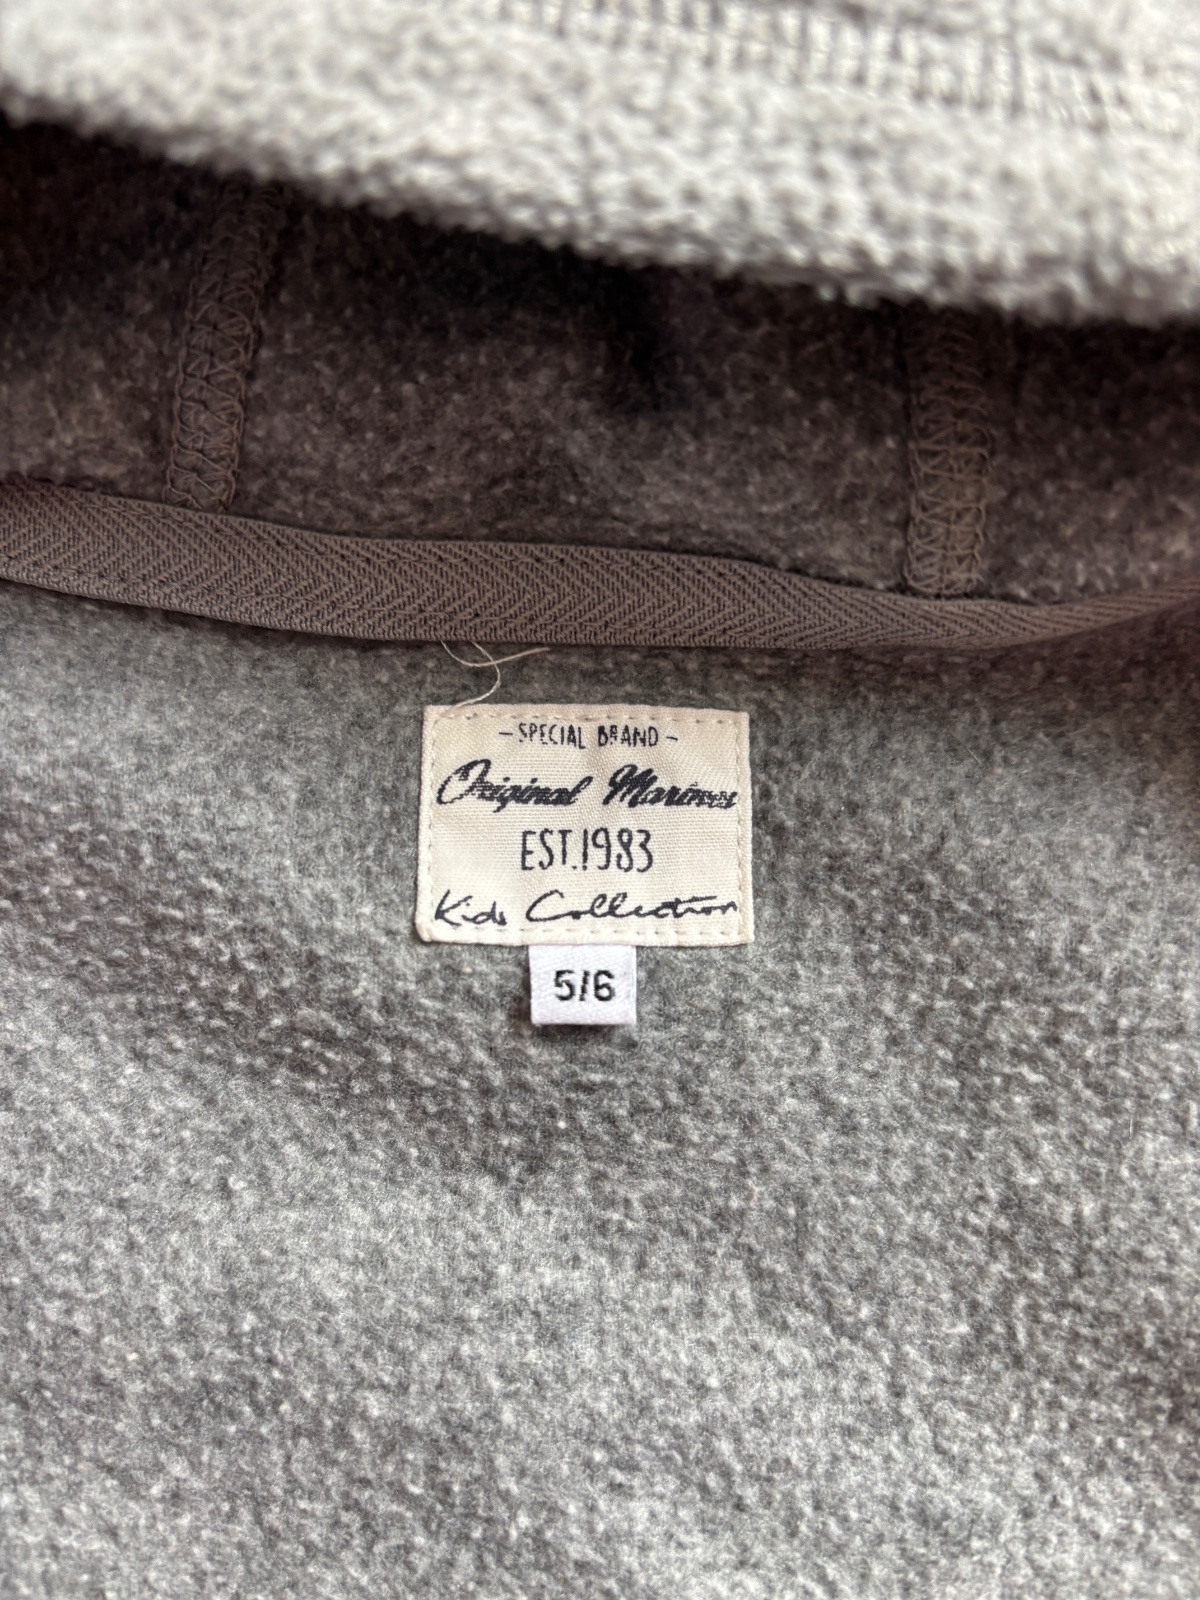 - SPECIAL BRAND -
Original Marines
EST.1983
Kids Collection
5/6